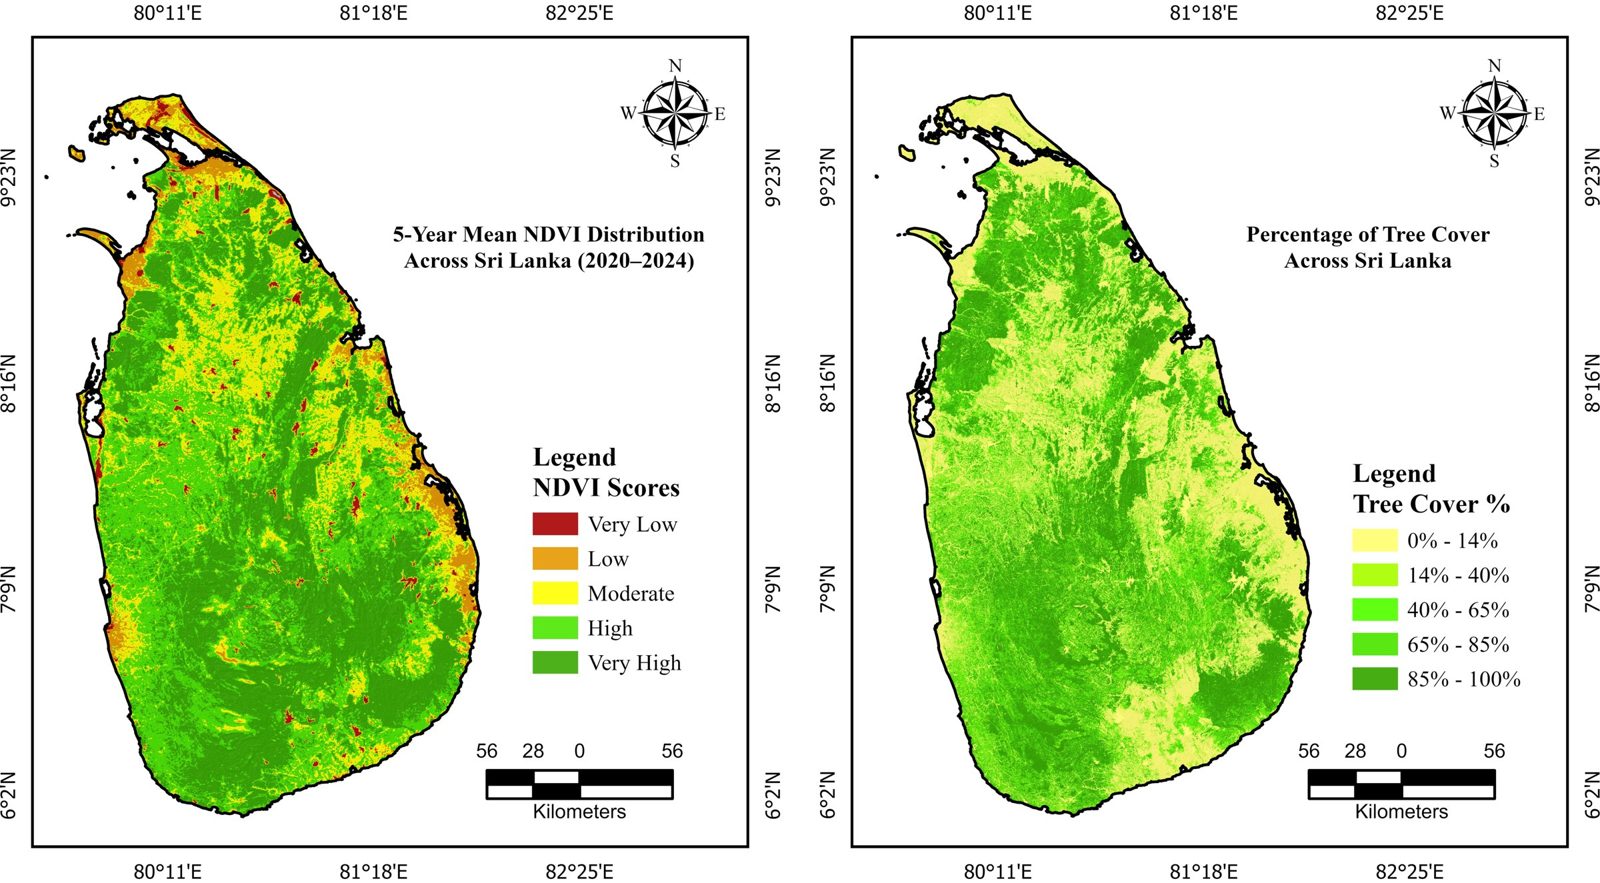 80°11'E 81°18'E 82°25'E
N
W E
S
9°23'N
9°23'N
5-Year Mean NDVI Distribution
Across Sri Lanka (2020–2024)
8°16'N
8°16'N
Legend
NDVI Scores
Very Low
Low
Moderate
High
Very High
7°9'N
7°9'N
56 28 0 56
Kilometers
6°2'N
6°2'N
80°11'E 81°18'E 82°25'E
80°11'E 81°18'E 82°25'E
N
W E
S
9°23'N
9°23'N
Percentage of Tree Cover
Across Sri Lanka
8°16'N
8°16'N
Legend
Tree Cover %
0% - 14%
14% - 40%
40% - 65%
65% - 85%
85% - 100%
7°9'N
7°9'N
56 28 0 56
Kilometers
6°2'N
6°2'N
80°11'E 81°18'E 82°25'E